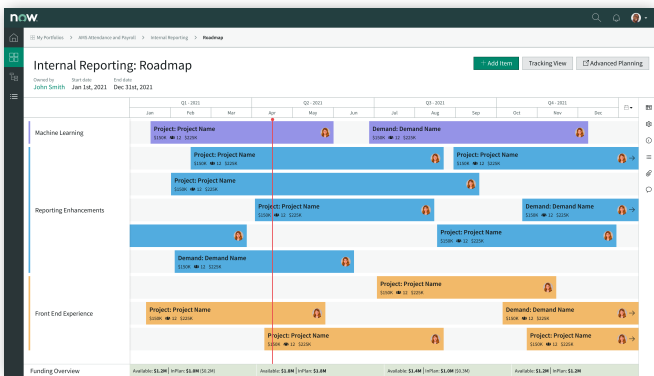 now
My Portfolios > AMS Attendance and Payroll > Internal Reporting > Roadmap
Internal Reporting: Roadmap
+ Add Item
Tracking View
Advanced Planning
Owned by Start date End date
John Smith Jan 1st, 2021 Dec 31st, 2021
Q1 - 2021 Q2 - 2021 Q3 - 2021 Q4 - 2021
Jan Feb Mar Apr May Jun Jul Aug Sep Oct Nov Dec
Machine Learning
Project: Project Name
$150K 12 $225K
Demand: Demand Name
$150K 12 $225K
Reporting Enhancements
Project: Project Name
$150K 12 $225K
Project: Project Name
$150K 12 $225K
Project: Project Name
$150K 12 $225K
Project: Project Name
$150K 12 $225K
Demand: Demand Name
$150K 12 $225K
Project: Project Name
$150K 12 $225K
Demand: Demand Name
$150K 12 $225K
Front End Experience
Project: Project Name
$150K 12 $225K
Project: Project Name
$150K 12 $225K
Demand: Demand Name
$150K 12 $225K
Project: Project Name
$150K 12 $225K
Project: Project Name
$150K 12 $225K
Funding Overview
Available: $1.2M | InPlan: $1.0M ($0.2M)
Available: $1.8M | InPlan: $1.8M
Available: $1.4M | InPlan: $1.0M ($0.3M)
Available: $1.2M | InPlan: $1.2M